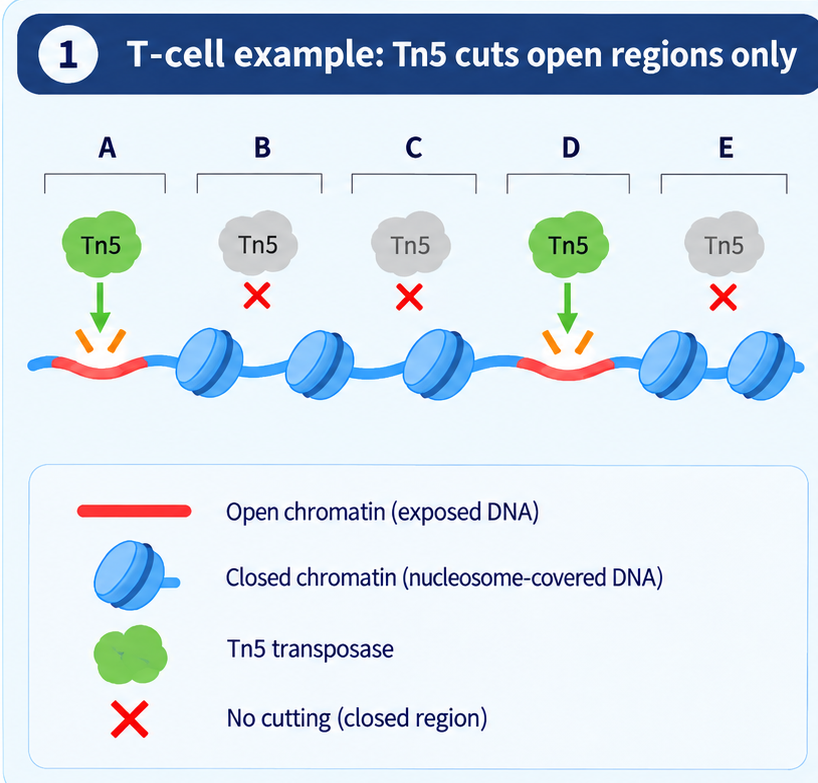 1 T-cell example: Tn5 cuts open regions only
A B C D E
Tn5 Tn5 Tn5 Tn5 Tn5
Open chromatin (exposed DNA)
Closed chromatin (nucleosome-covered DNA)
Tn5 transposase
No cutting (closed region)